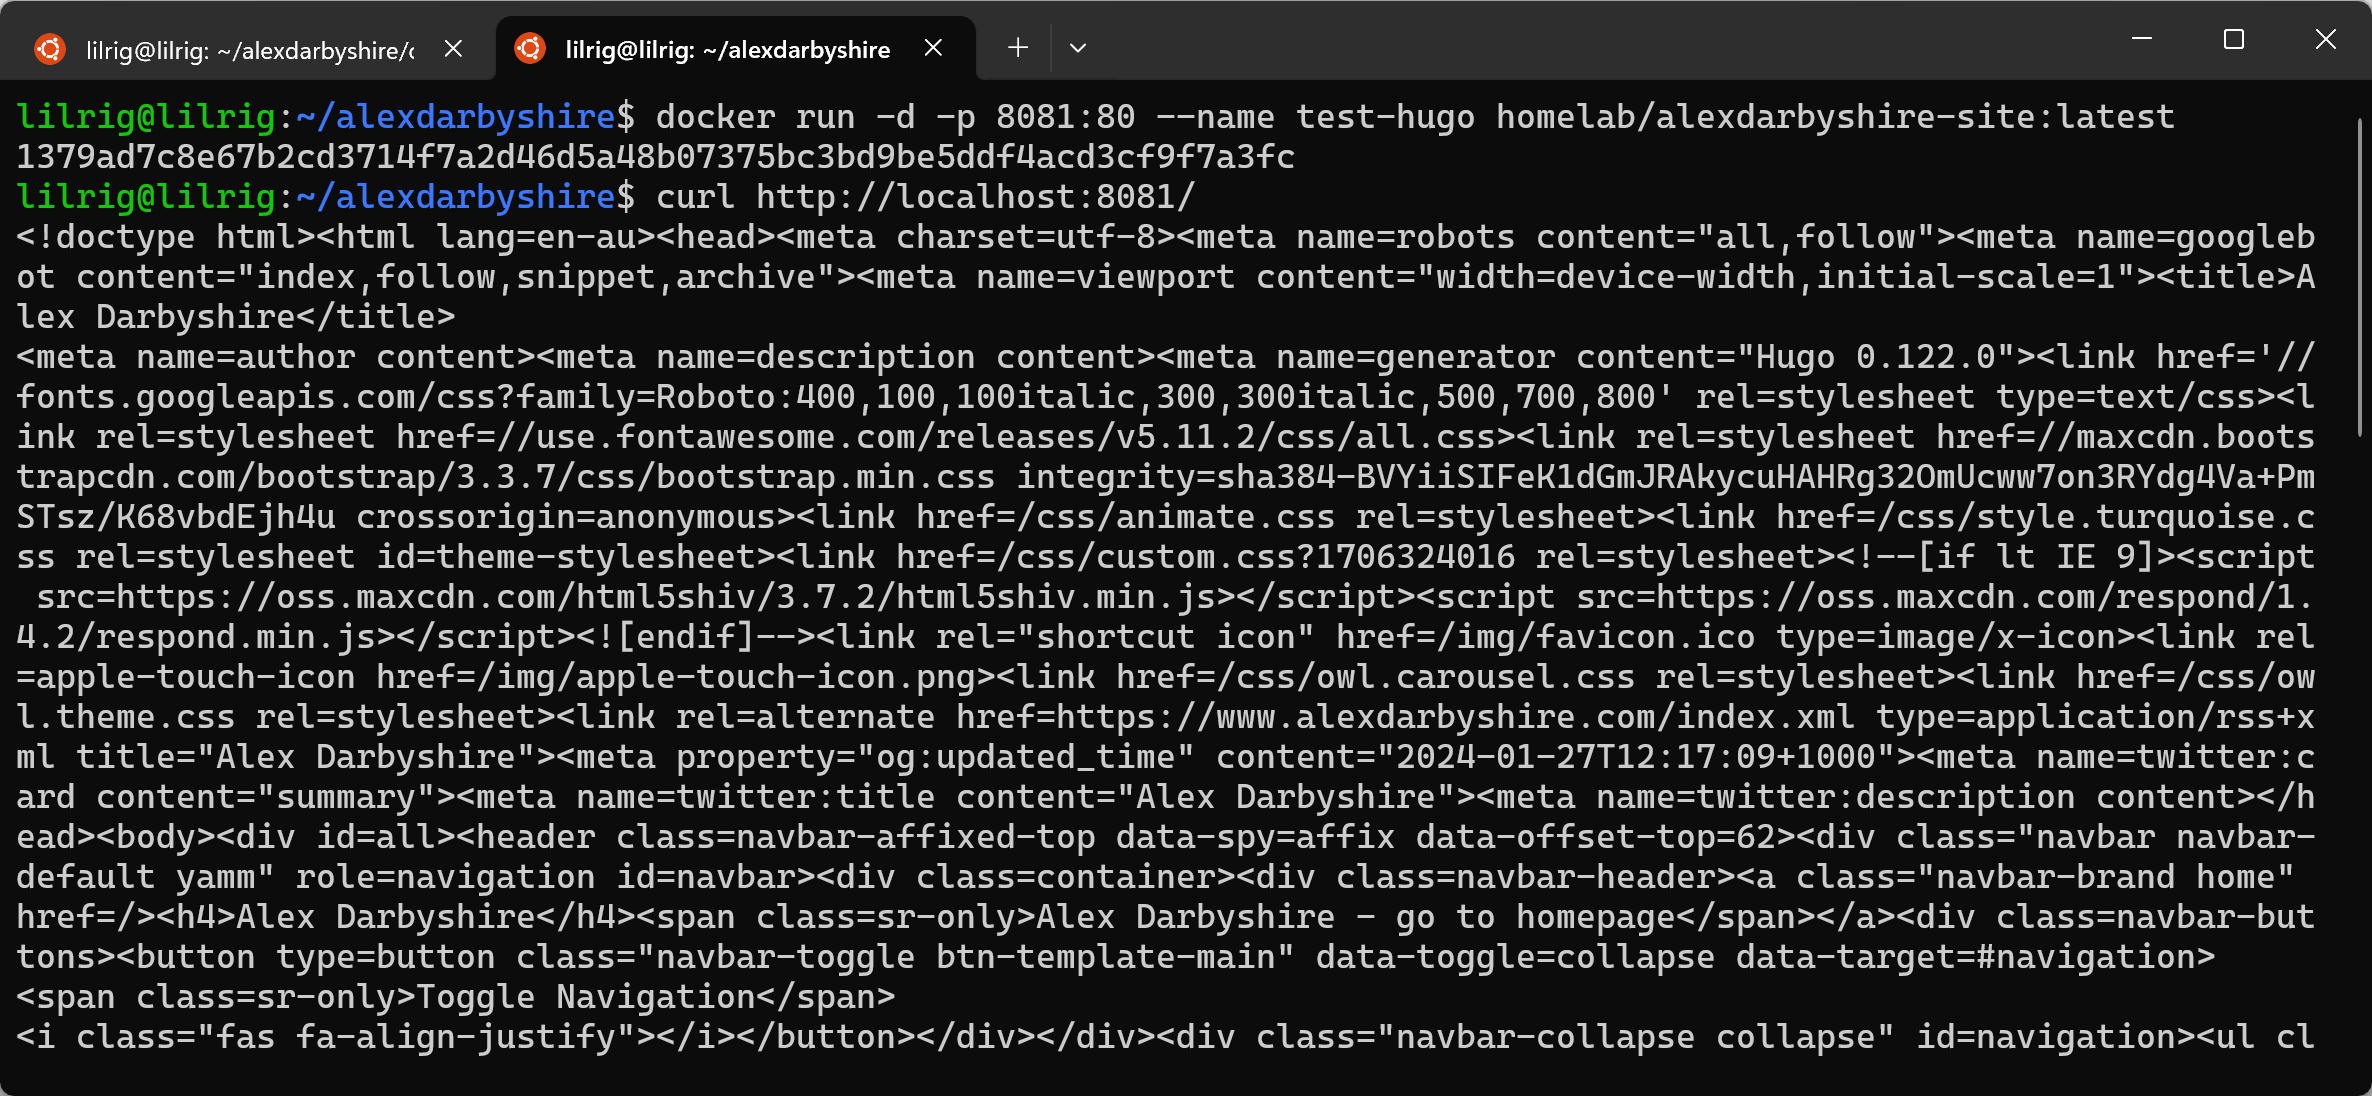 lilrig@lilrig: ~/alexdarbyshire/c
lilrig@lilrig: ~/alexdarbyshire
lilrig@lilrig:~/alexdarbyshire$ docker run -d -p 8081:80 --name test-hugo homelab/alexdarbyshire-site:latest
1379ad7c8e67b2cd3714f7a2d46d5a48b07375bc3bd9be5ddf4acd3cf9f7a3fc
lilrig@lilrig:~/alexdarbyshire$ curl http://localhost:8081/
<!doctype html><html lang=en-au><head><meta charset=utf-8><meta name=robots content="all,follow"><meta name=googleb
ot content="index,follow,snippet,archive"><meta name=viewport content="width=device-width,initial-scale=1"><title>A
lex Darbyshire</title>
<meta name=author content><meta name=description content><meta name=generator content="Hugo 0.122.0"><link href='//
fonts.googleapis.com/css?family=Roboto:400,100,100italic,300,300italic,500,700,800' rel=stylesheet type=text/css><l
ink rel=stylesheet href=//use.fontawesome.com/releases/v5.11.2/css/all.css><link rel=stylesheet href=//maxcdn.boots
trapcdn.com/bootstrap/3.3.7/css/bootstrap.min.css integrity=sha384-BVYiiSIFeK1dGmJRAkycuHAHRg32OmUcww7on3RYdg4Va+Pm
STsz/K68vbdEjh4u crossorigin=anonymous><link href=/css/animate.css rel=stylesheet><link href=/css/style.turquoise.c
ss rel=stylesheet id=theme-stylesheet><link href=/css/custom.css?1706324016 rel=stylesheet><!--[if lt IE 9]><script
 src=https://oss.maxcdn.com/html5shiv/3.7.2/html5shiv.min.js></script><script src=https://oss.maxcdn.com/respond/1.
4.2/respond.min.js></script><![endif]--><link rel="shortcut icon" href=/img/favicon.ico type=image/x-icon><link rel
=apple-touch-icon href=/img/apple-touch-icon.png><link href=/css/owl.carousel.css rel=stylesheet><link href=/css/ow
l.theme.css rel=stylesheet><link rel=alternate href=https://www.alexdarbyshire.com/index.xml type=application/rss+x
ml title="Alex Darbyshire"><meta property="og:updated_time" content="2024-01-27T12:17:09+1000"><meta name=twitter:c
ard content="summary"><meta name=twitter:title content="Alex Darbyshire"><meta name=twitter:description content></h
ead><body><div id=all><header class=navbar-affixed-top data-spy=affix data-offset-top=62><div class="navbar navbar-
default yamm" role=navigation id=navbar><div class=container><div class=navbar-header><a class="navbar-brand home"
href=/><h4>Alex Darbyshire</h4><span class=sr-only>Alex Darbyshire - go to homepage</span></a><div class=navbar-but
tons><button type=button class="navbar-toggle btn-template-main" data-toggle=collapse data-target=#navigation>
<span class=sr-only>Toggle Navigation</span>
<i class="fas fa-align-justify"></i></button></div></div><div class="navbar-collapse collapse" id=navigation><ul cl